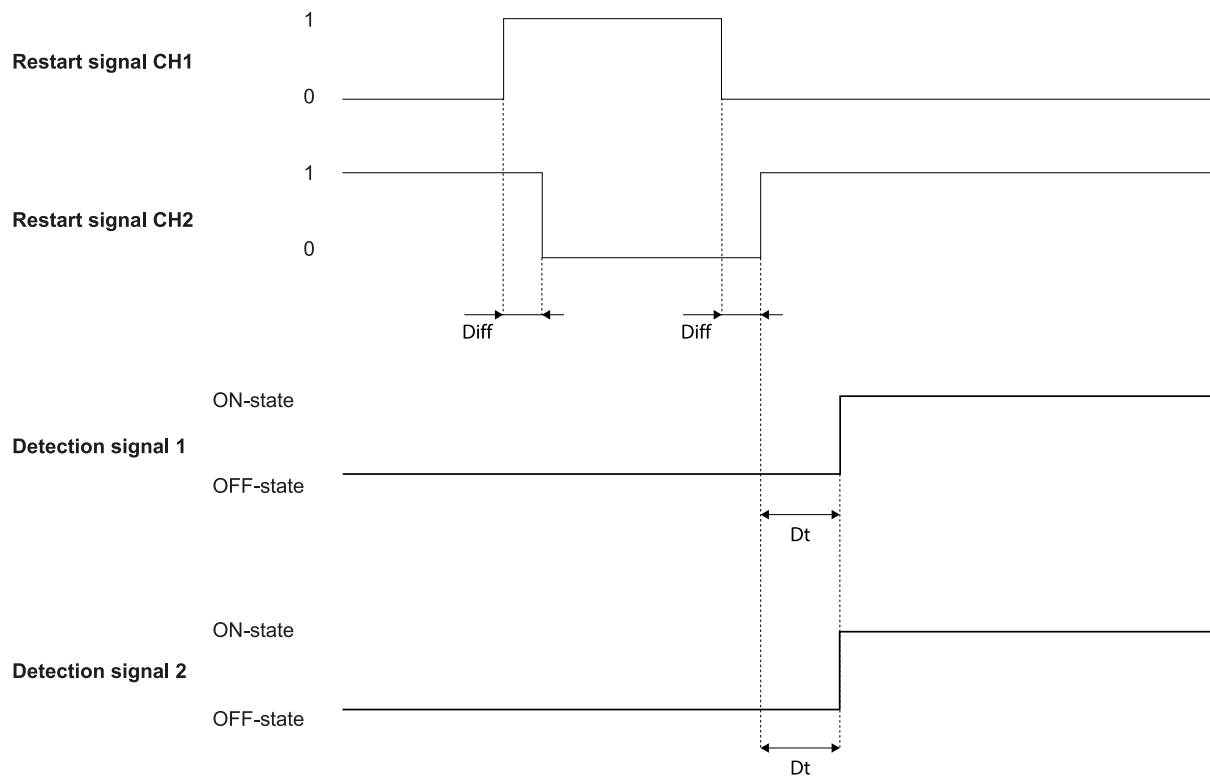 1
Restart signal CH1
0
1
Restart signal CH2
0
Diff
Diff
ON-state
Detection signal 1
OFF-state
Dt
ON-state
Detection signal 2
OFF-state
Dt